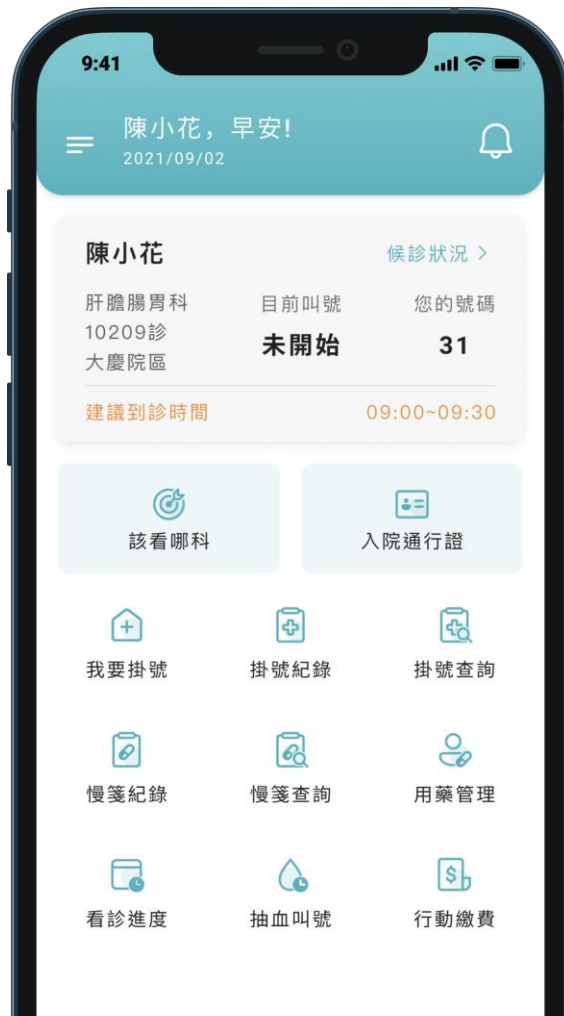 9:41
陳小花，早安!
2021/09/02
陳小花
候診狀況 >
肝膽腸胃科
10209診
大慶院區
目前叫號
未開始
您的號碼
31
建議到診時間
09:00~09:30
該看哪科
入院通行證
我要掛號
掛號紀錄
掛號查詢
慢箋紀錄
慢箋查詢
用藥管理
看診進度
抽血叫號
行動繳費